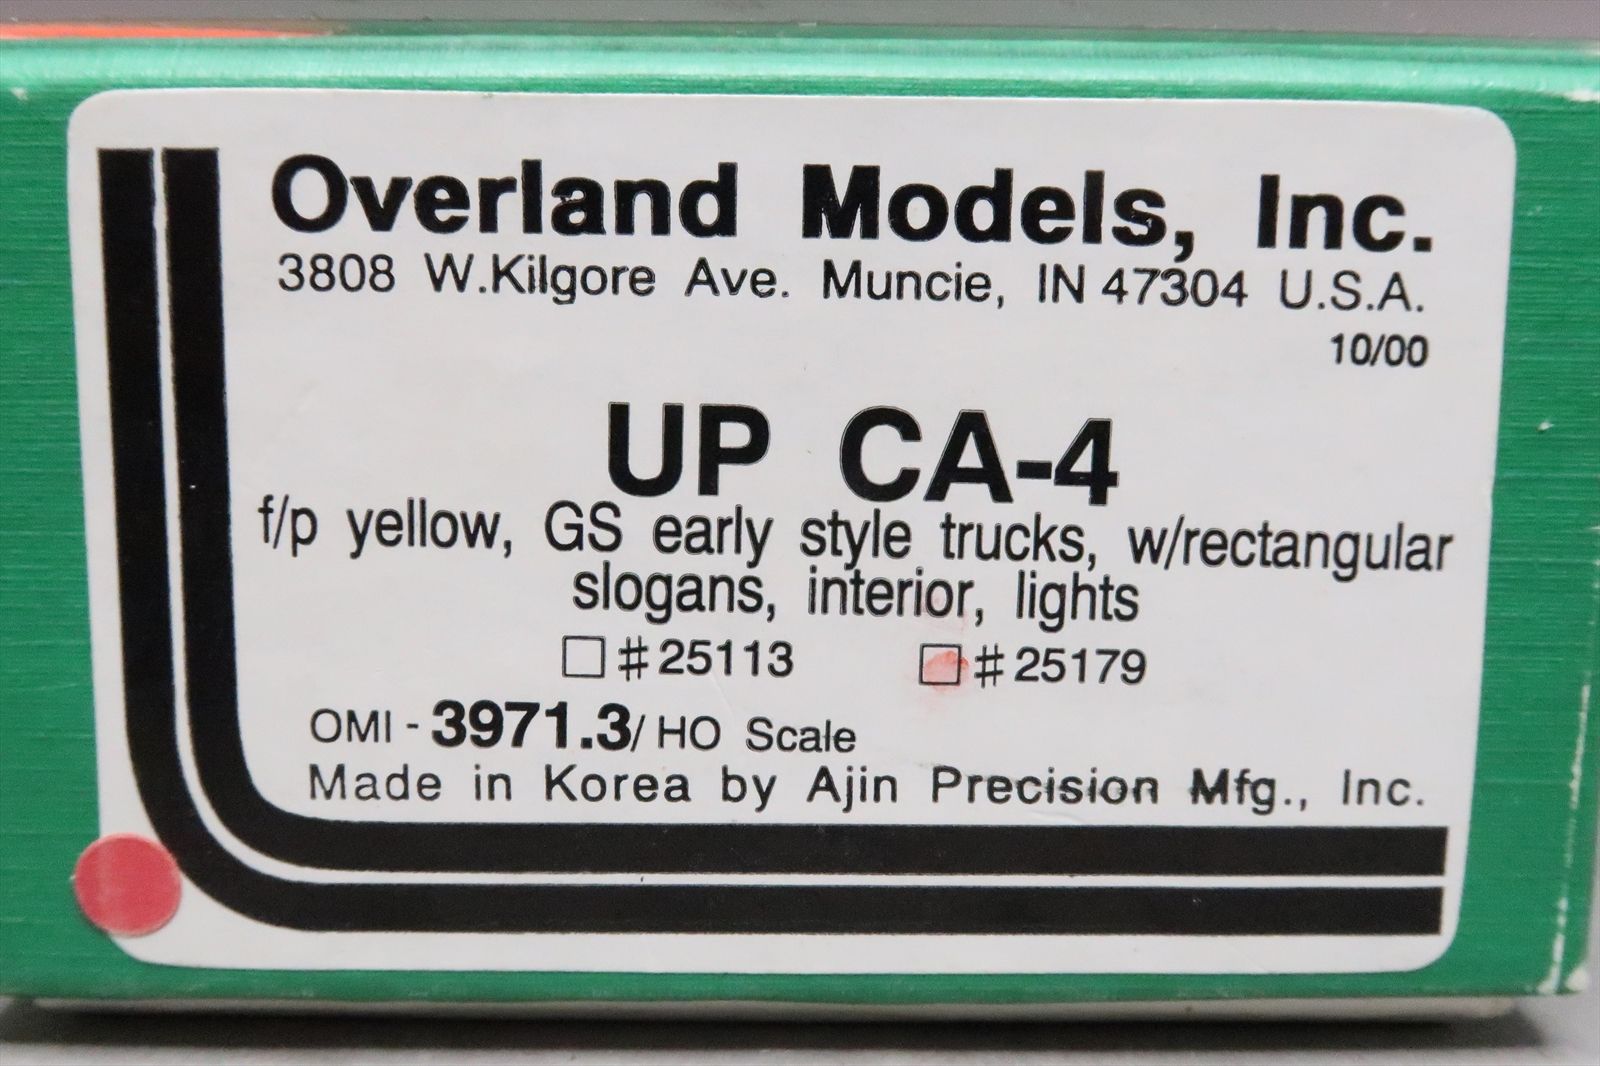 Overland Models, Inc.
3808 W.Kilgore Ave. Muncie, IN 47304 U.S.A.
10/00
UP CA-4
f/p yellow, GS early style trucks, w/rectangular
slogans, interior, lights
☐ #25113 ☐ #25179
OMI - 3971.3/ HO Scale
Made in Korea by Ajin Precision Mfg., Inc.